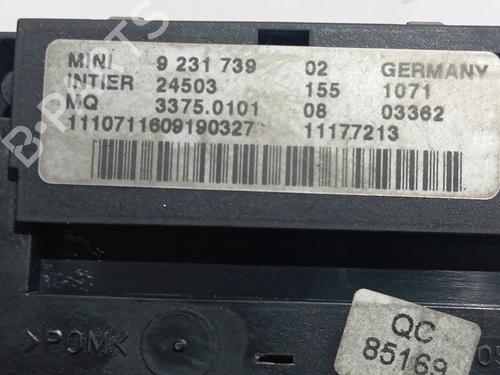 MINI 9 231 739 02 GERMANY
INTIER 24503 155 1071
MQ 3375.0101 08 03362
1110711609190327 11177213
>POM<
QC
85169